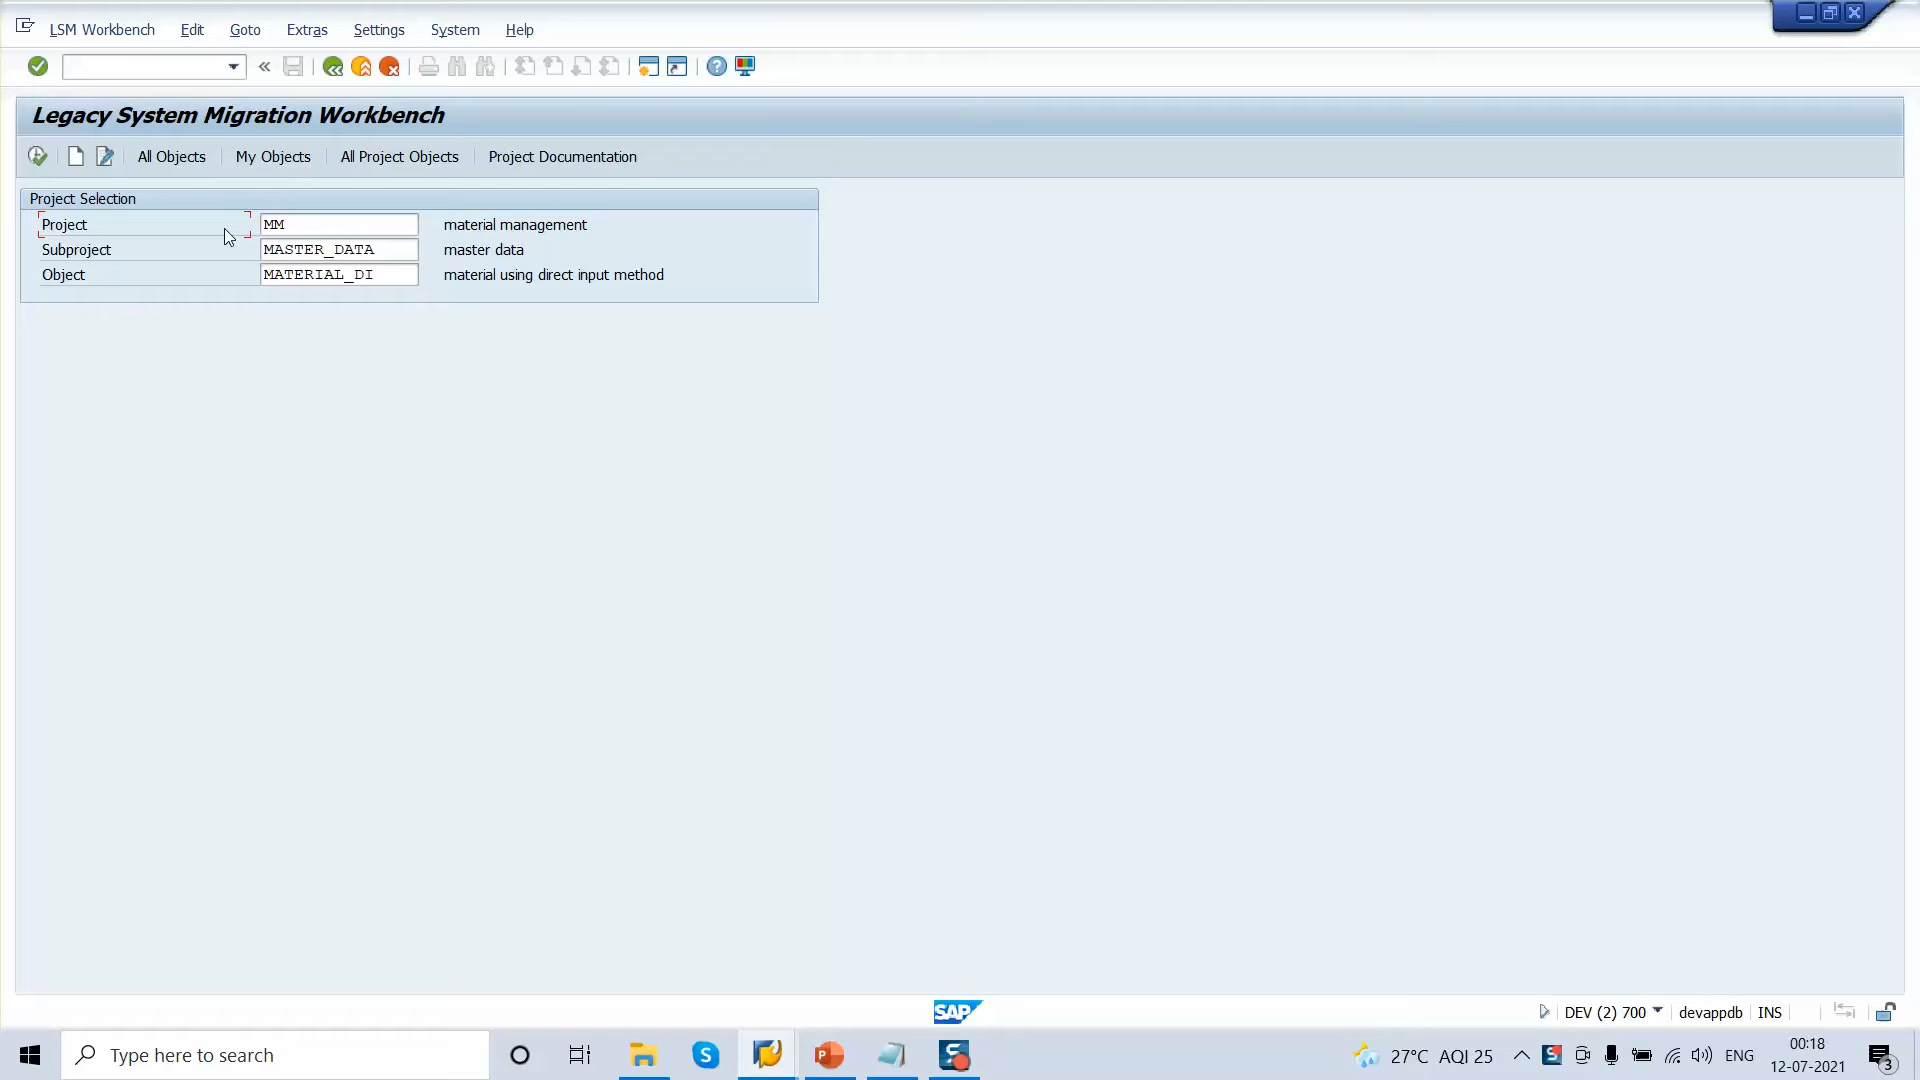 LSM Workbench Edit Goto Extras Settings System Help
Legacy System Migration Workbench
All Objects My Objects All Project Objects Project Documentation
Project Selection
Project MM material management
Subproject MASTER_DATA master data
Object MATERIAL_DI material using direct input method
SAP
DEV (2) 700 devappdb INS
Type here to search
27°C AQI 25 ENG
00:18
12-07-2021
3